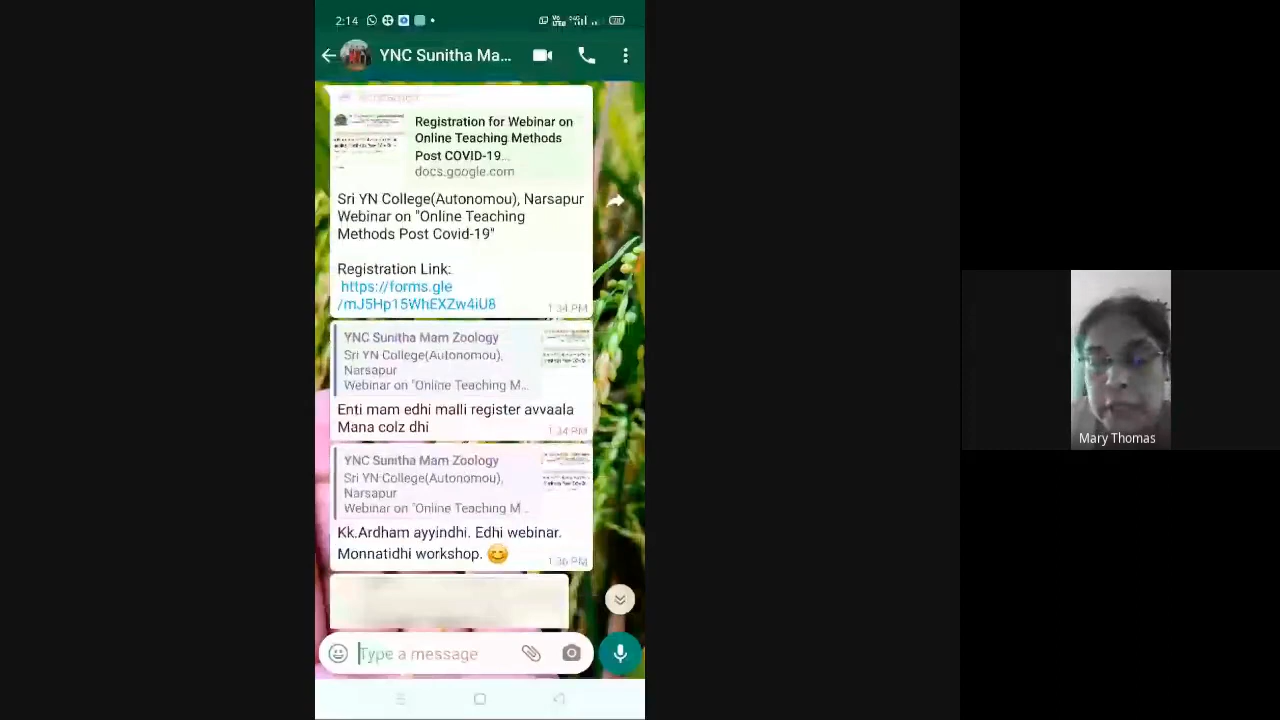 2:14
YNC Sunitha Ma...
Registration for Webinar on
Online Teaching Methods
Post COVID-19...
docs.google.com
Sri YN College(Autonomou), Narsapur
Webinar on "Online Teaching
Methods Post Covid-19"
Registration Link:
https://forms.gle
/mJ5Hp15WhEXZw4iU8
1:34 PM
YNC Sunitha Mam Zoology
Sri YN College(Autonomou),
Narsapur
Webinar on "Online Teaching M...
Enti mam edhi malli register avvaala
Mana colz dhi
1:34 PM
YNC Sunitha Mam Zoology
Sri YN College(Autonomou),
Narsapur
Webinar on "Online Teaching M...
Kk.Ardham ayyindhi. Edhi webinar.
Monnatidhi workshop. 😊
1:36 PM
Type a message
Mary Thomas